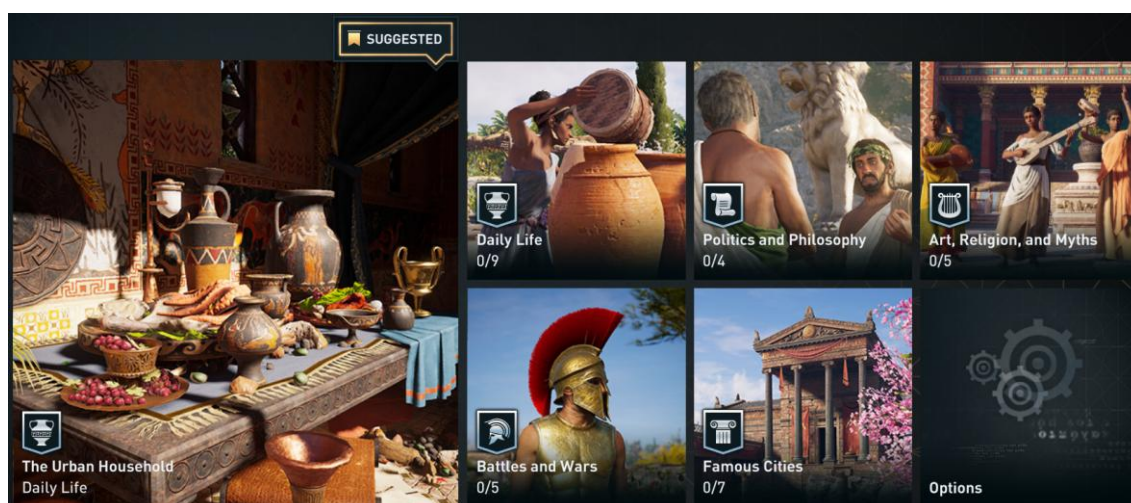 SUGGESTED
The Urban Household
Daily Life
Daily Life
0/9
Politics and Philosophy
0/4
Art, Religion, and Myths
0/5
Battles and Wars
0/5
Famous Cities
0/7
Options